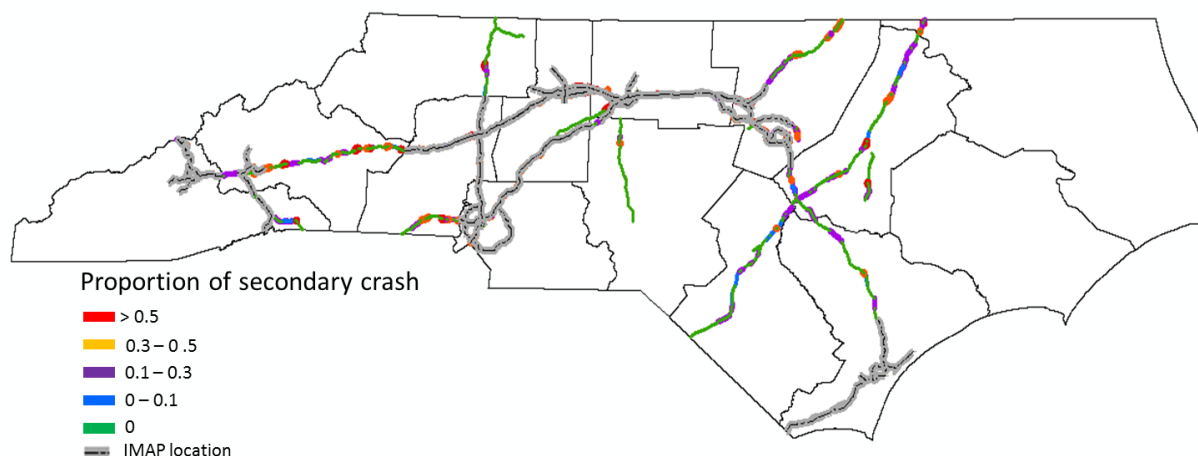 Proportion of secondary crash
> 0.5
0.3 – 0 .5
0.1 – 0.3
0 – 0.1
0
IMAP location